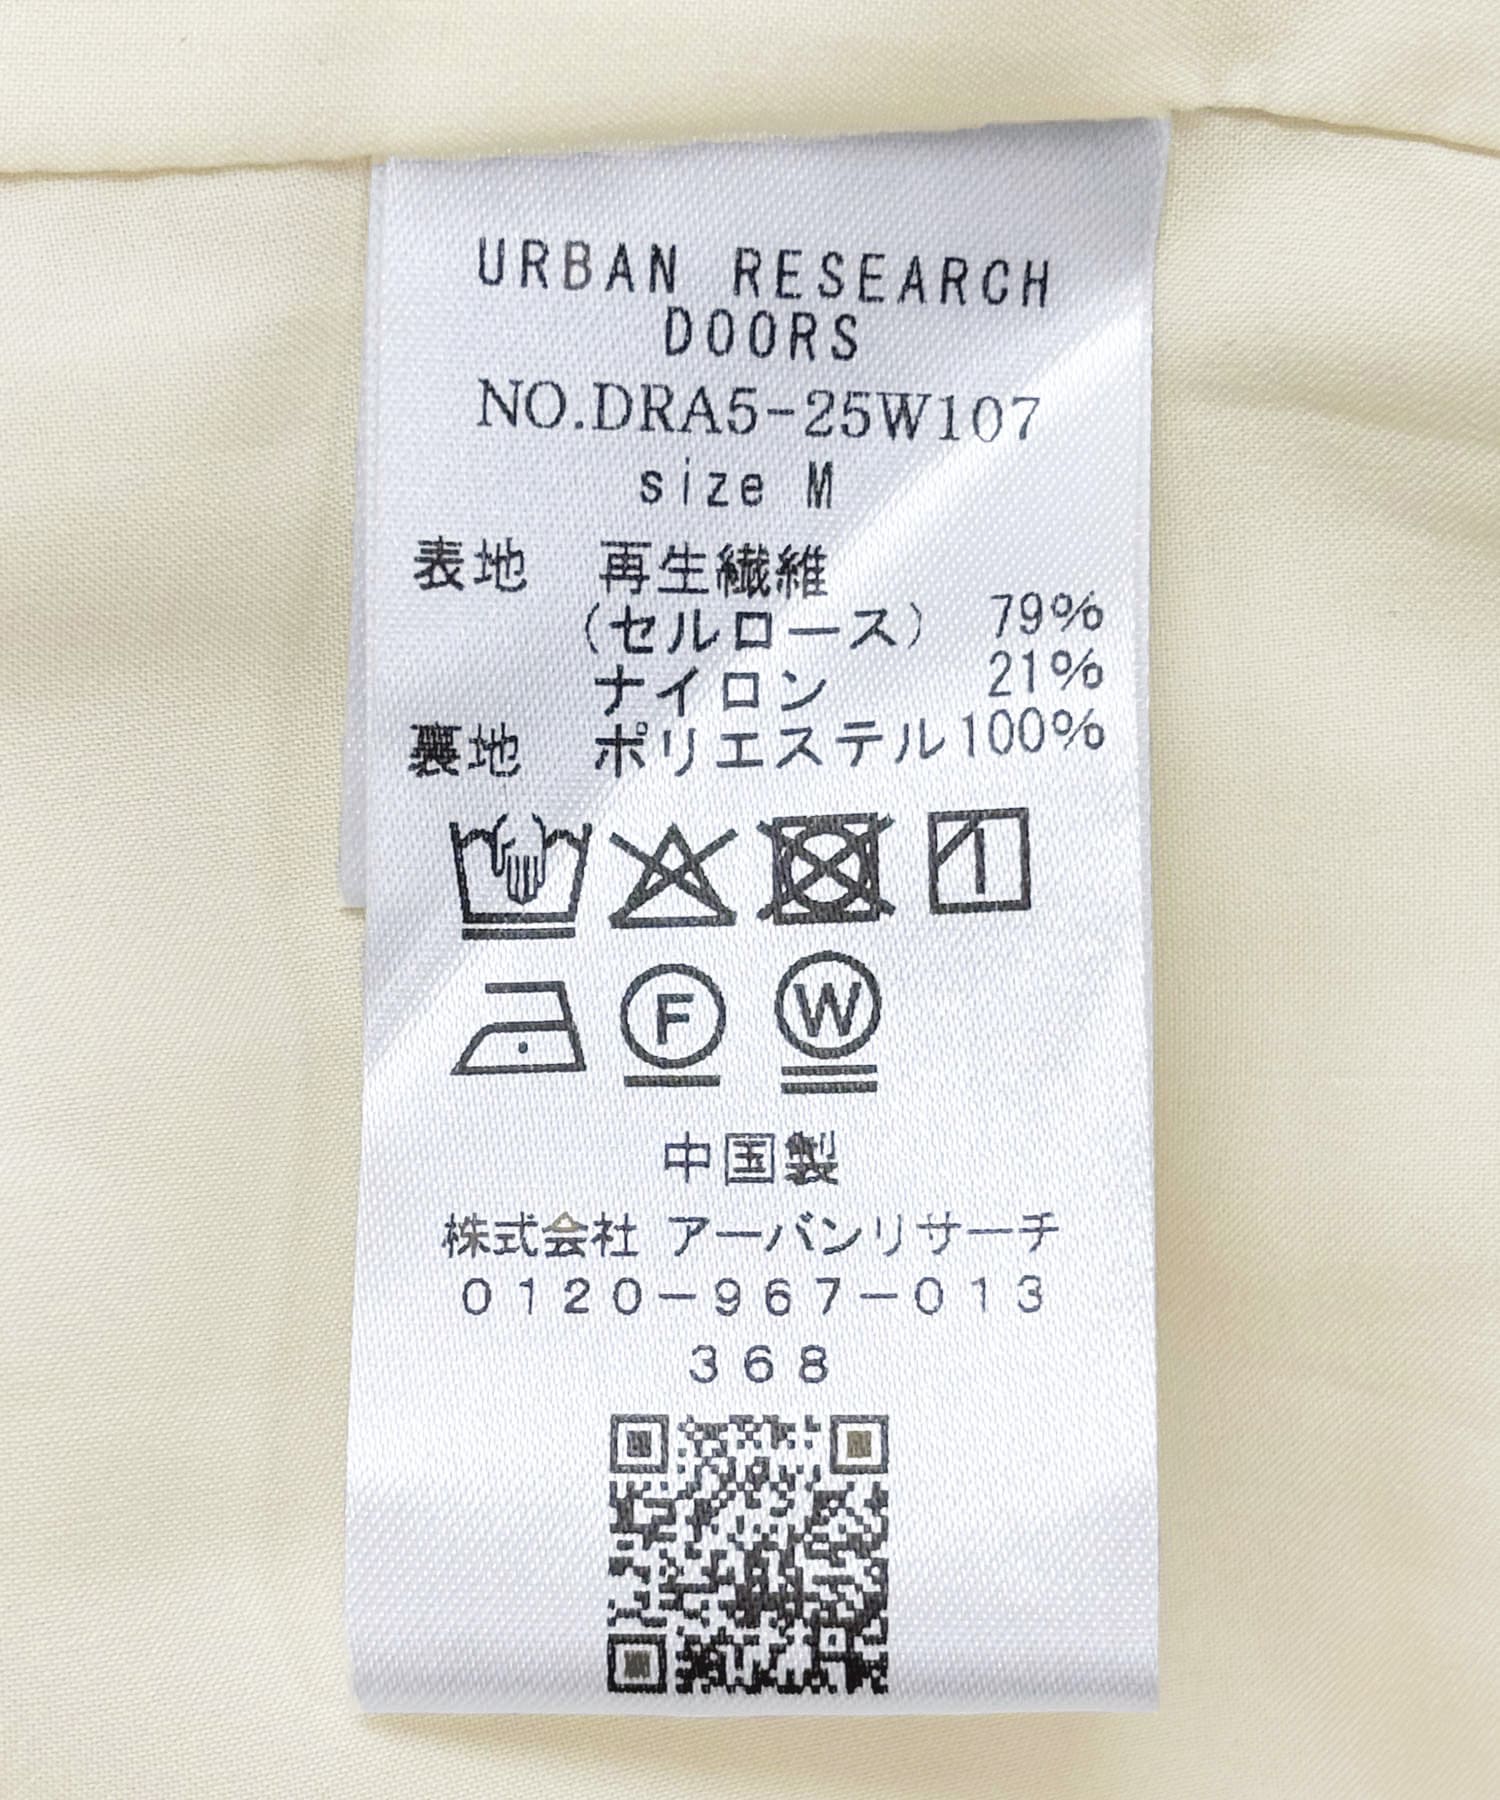 URBAN RESEARCH
DOORS
NO.DRA5-25W107
size M
表地 再生繊維
(セルロース) 79%
ナイロン 21%
裏地 ポリエステル100%
F W
中国製
株式会社 アーバンリサーチ
0120-967-013
368